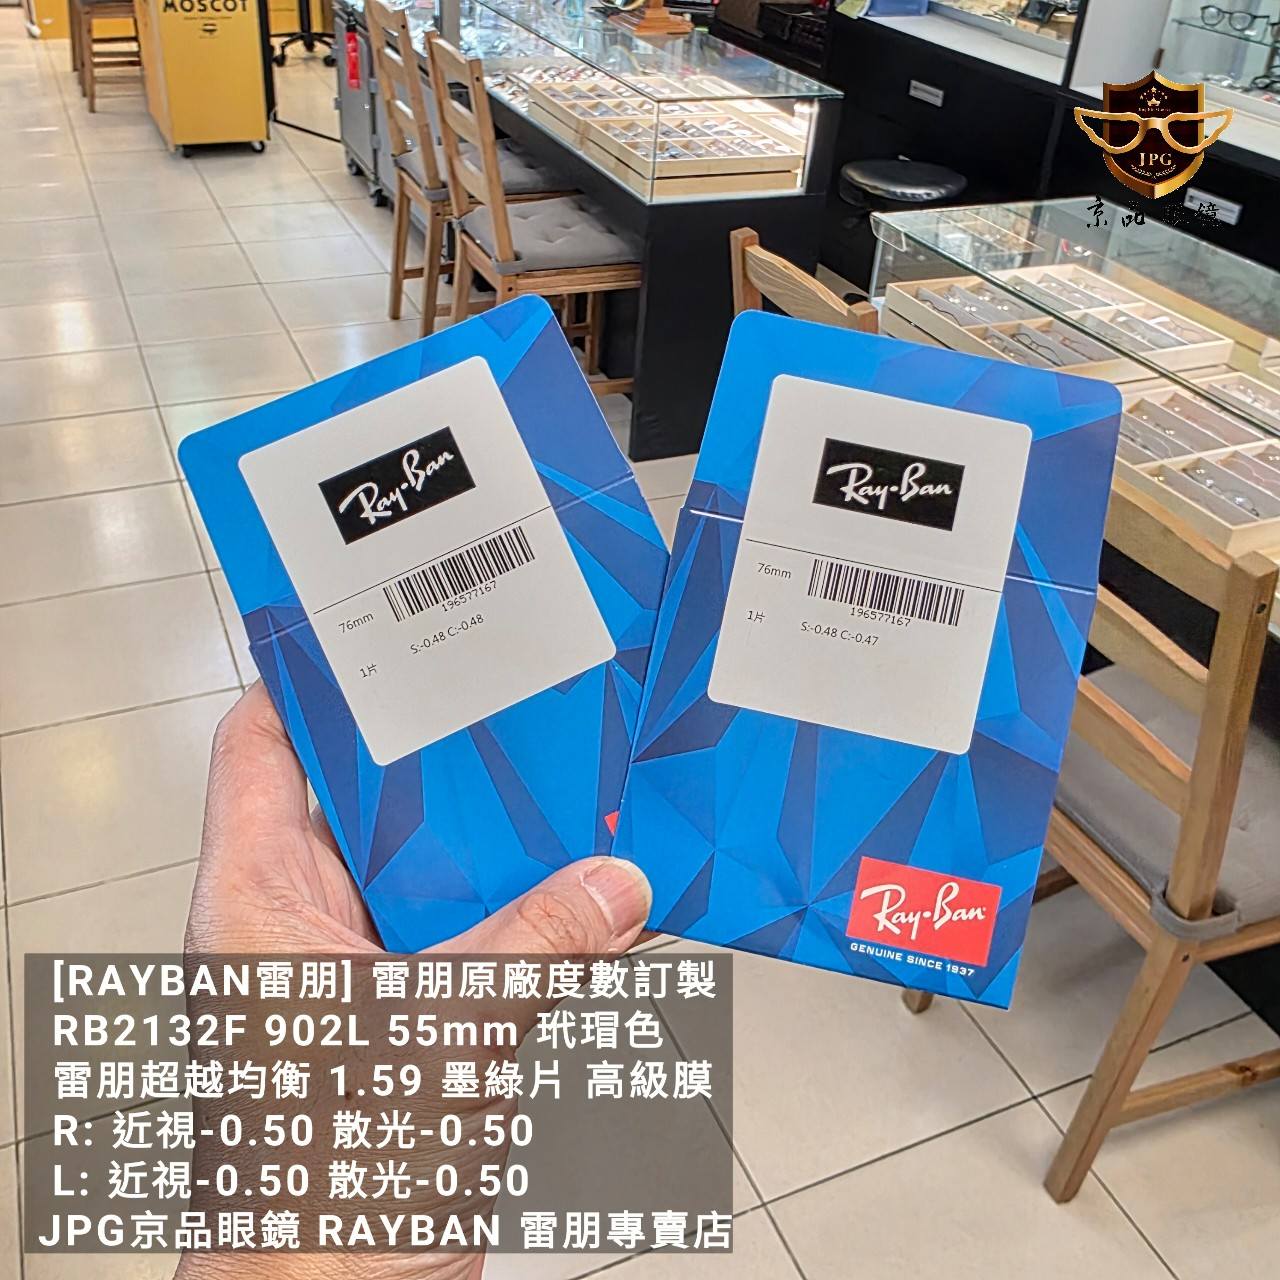 MOSCOT
JPG
京品眼鏡
Ray-Ban
76mm
196577167
1片
S:-0.48 C:-0.48
Ray-Ban
76mm
196577167
1片
S:-0.48 C:-0.47
Ray-Ban
GENUINE SINCE 1937
[RAYBAN雷朋] 雷朋原廠度數訂製
RB2132F 902L 55mm 玳瑁色
雷朋超越均衡 1.59 墨綠片 高級膜
R: 近視-0.50 散光-0.50
L: 近視-0.50 散光-0.50
JPG京品眼鏡 RAYBAN 雷朋專賣店